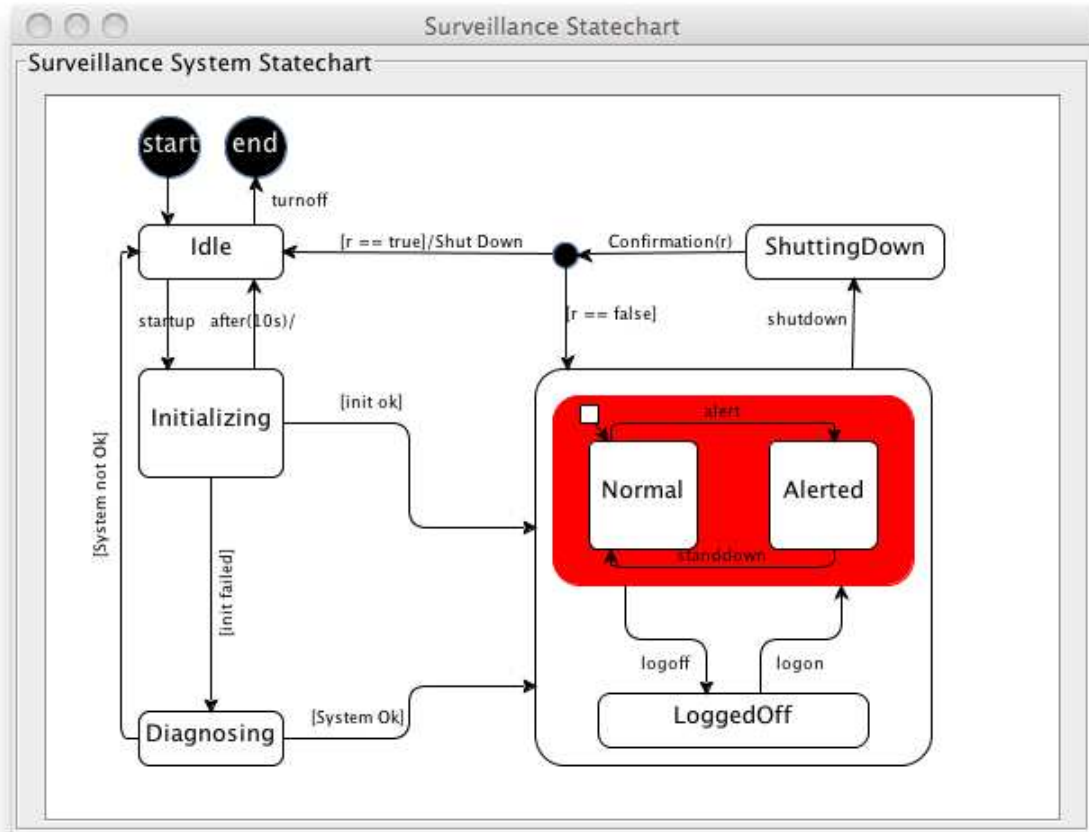 Surveillance Statechart
Surveillance System Statechart
start
end
turnoff
Idle
[r == true]/Shut Down
Confirmation(r)
ShuttingDown
startup
after(10s)/
[r == false]
shutdown
Initializing
[init ok]
alert
Normal
Alerted
[System not Ok]
standdown
[init failed]
logoff
logon
LoggedOff
[System Ok]
Diagnosing